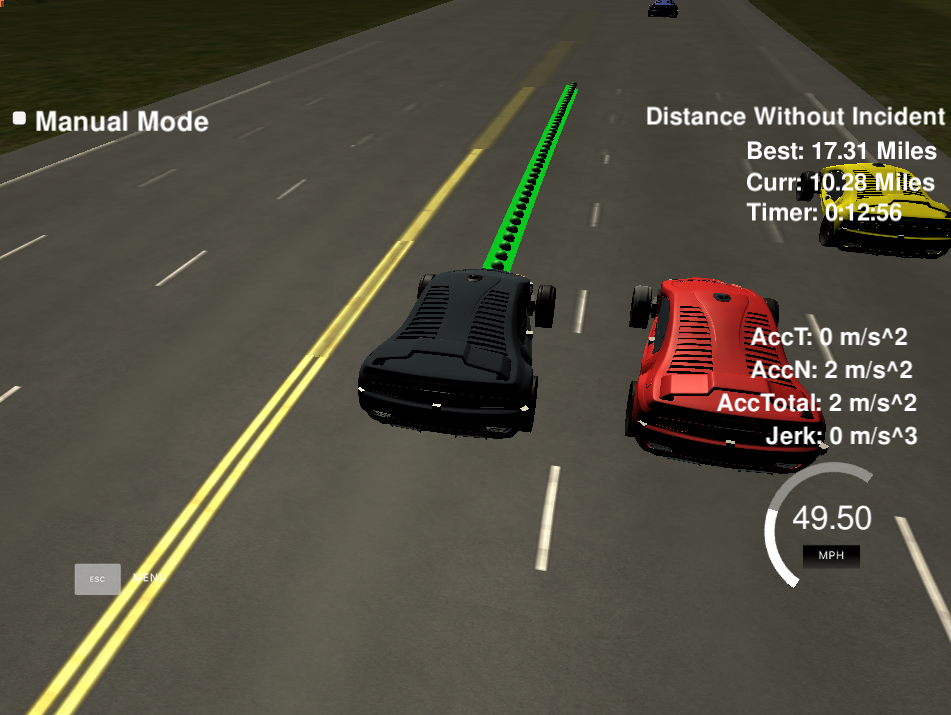 Manual Mode
Distance Without Incident
Best: 17.31 Miles
Curr: 10.28 Miles
Timer: 0:12:56
AccT: 0 m/s^2
AccN: 2 m/s^2
AccTotal: 2 m/s^2
Jerk: 0 m/s^3
49.50
MPH
ESC MENU